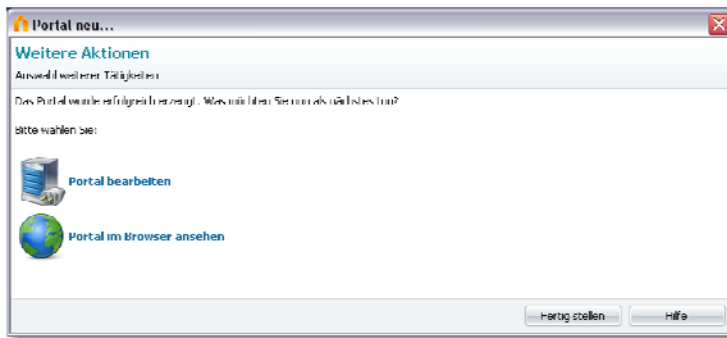 Portal neu...
Weitere Aktionen
Auswahl weiterer Tätigkeiten
Das Portal wurde erfolgreich erzeugt. Was möchten Sie nun als nächstes tun?
Bitte wählen Sie:
Portal bearbeiten
Portal im Browser ansehen
Fertig stellen
Hilfe